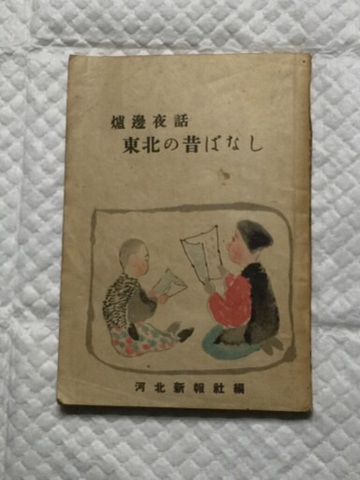 爐邊夜話
東北の昔ばなし
河北新報社編